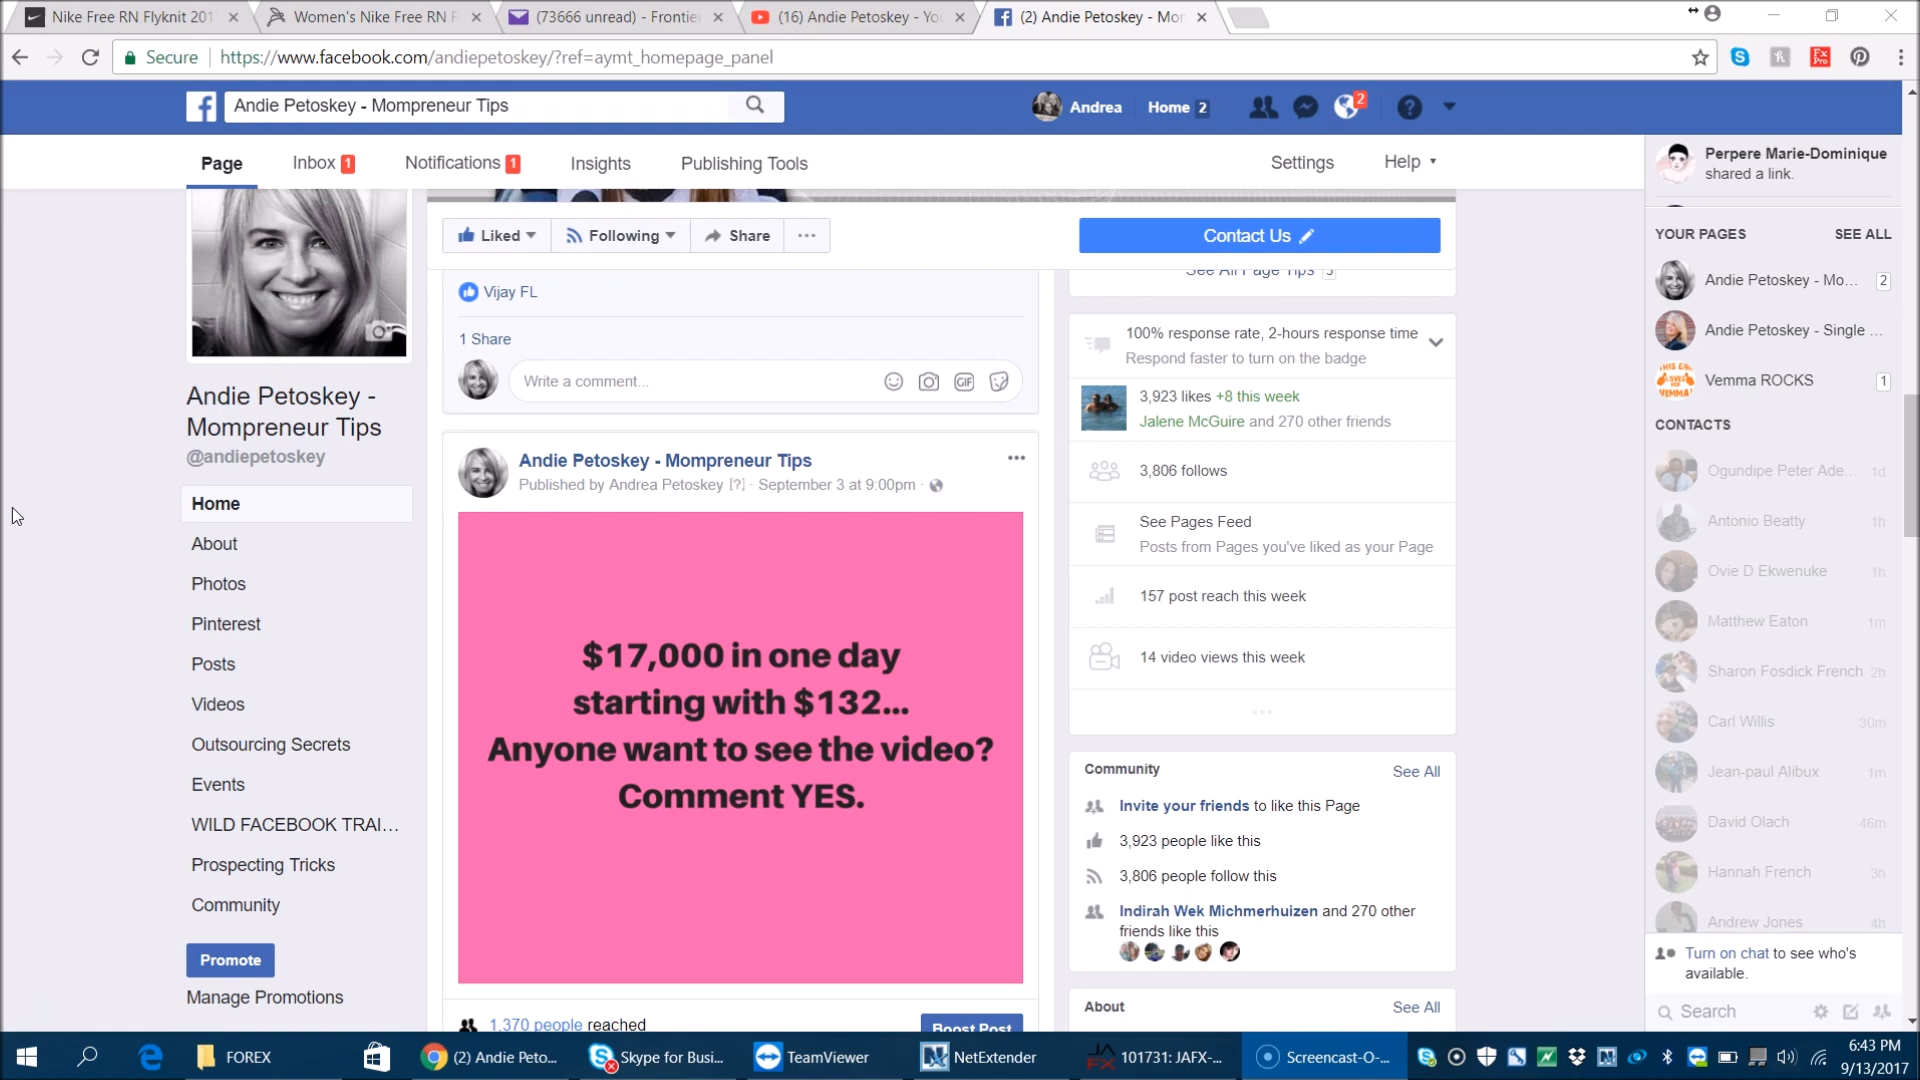 Nike Free RN Flyknit 201
Women's Nike Free RN F
(73666 unread) - Frontie
(16) Andie Petoskey - Yo
(2) Andie Petoskey - Mor
Secure
https://www.facebook.com/andiepetoskey/?ref=aymt_homepage_panel
Andie Petoskey - Mompreneur Tips
Andrea
Home 2
2
Page
Inbox 1
Notifications 1
Insights
Publishing Tools
Settings
Help
Liked
Following
Share
Contact Us
Andie Petoskey -
Mompreneur Tips
@andiepetoskey
Home
About
Photos
Pinterest
Posts
Videos
Outsourcing Secrets
Events
WILD FACEBOOK TRAI...
Prospecting Tricks
Community
Promote
Manage Promotions
Vijay FL
1 Share
Write a comment...
GIF
Andie Petoskey - Mompreneur Tips
Published by Andrea Petoskey [?] · September 3 at 9:00pm ·
$17,000 in one day
starting with $132...
Anyone want to see the video?
Comment YES.
1,370 people reached
Boost Post
See All Page Tips 3
100% response rate, 2-hours response time
Respond faster to turn on the badge
3,923 likes +8 this week
Jalene McGuire and 270 other friends
3,806 follows
See Pages Feed
Posts from Pages you've liked as your Page
157 post reach this week
14 video views this week
Community
See All
Invite your friends to like this Page
3,923 people like this
3,806 people follow this
Indirah Wek Michmerhuizen and 270 other
friends like this
About
See All
Perpere Marie-Dominique
shared a link.
YOUR PAGES
SEE ALL
Andie Petoskey - Mo... 2
Andie Petoskey - Single ...
Vemma ROCKS 1
CONTACTS
Ogundipe Peter Ade... 1d
Antonio Beatty 1h
Ovie D Ekwenuke 1h
Matthew Eaton 1m
Sharon Fosdick French 2h
Carl Willis 30m
Jean-paul Alibux 1m
David Olach 46m
Hannah French 3h
Andrew Jones 4h
Turn on chat to see who's
available.
Search
FOREX
(2) Andie Peto...
Skype for Busi...
TeamViewer
NetExtender
101731: JAFX-...
Screencast-O-...
6:43 PM
9/13/2017